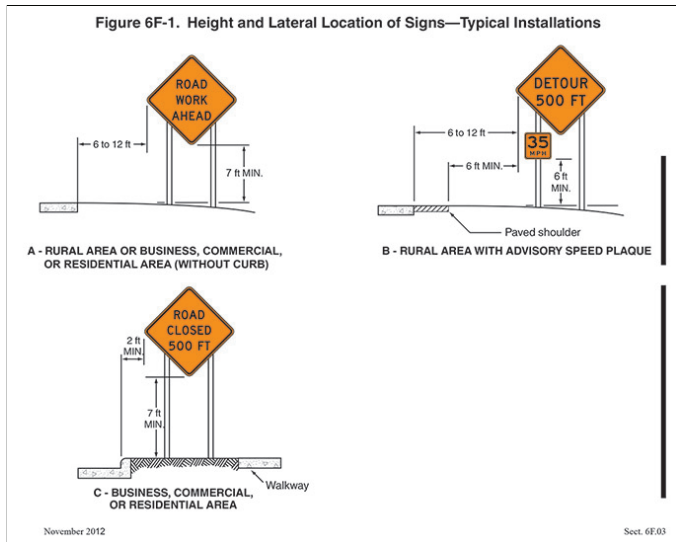 Figure 6F-1. Height and Lateral Location of Signs—Typical Installations
ROAD
WORK
AHEAD
6 to 12 ft
7 ft MIN.
A - RURAL AREA OR BUSINESS, COMMERCIAL,
OR RESIDENTIAL AREA (WITHOUT CURB)
DETOUR
500 FT
35
MPH
6 to 12 ft
6 ft MIN.
6 ft
MIN.
Paved shoulder
B - RURAL AREA WITH ADVISORY SPEED PLAQUE
ROAD
CLOSED
500 FT
2 ft
MIN.
7 ft
MIN.
Walkway
C - BUSINESS, COMMERCIAL,
OR RESIDENTIAL AREA
November 2012
Sect. 6F.03